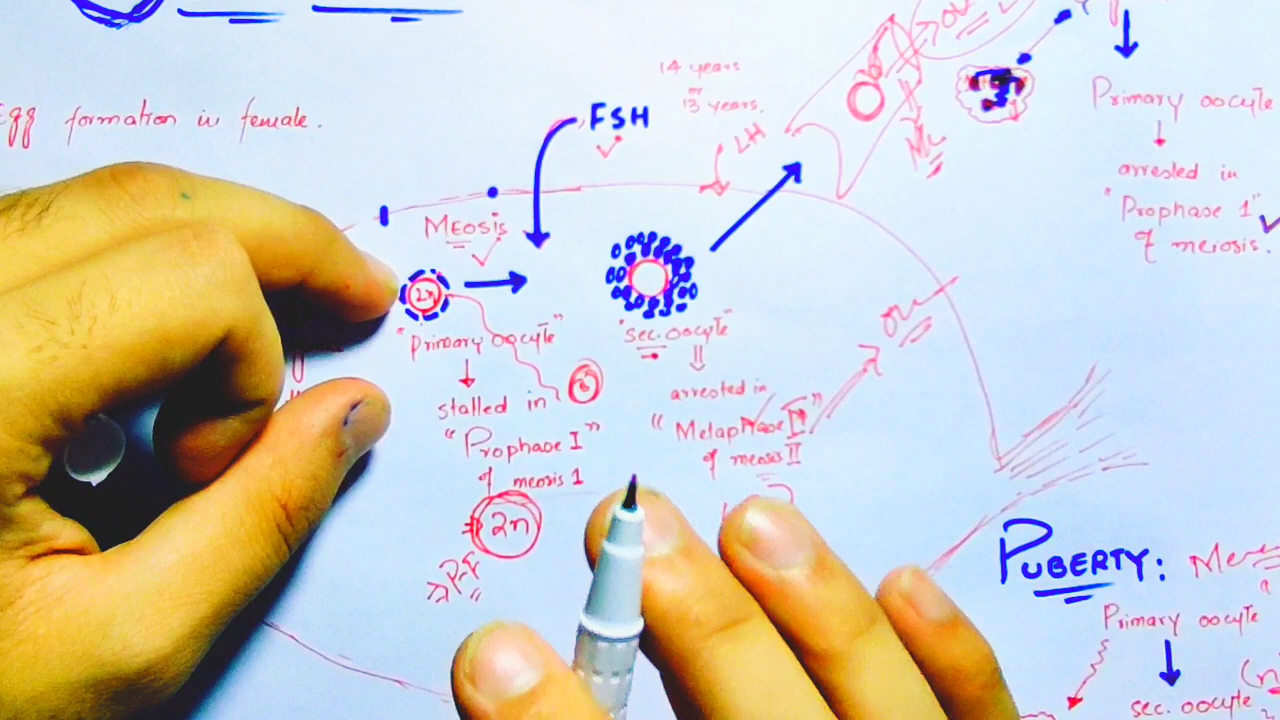 Egg formation in female.
14 years
or
13 years.
FSH
LH
MEOSIS
2n
"primary oocyte"
stalled in
"Prophase I"
of meosis 1
2n
"P-I"
"sec. oocyte"
arrested in
"Metaphase II"
of meosis II
ov
Primary oocyte
arrested in
"Prophase 1"
of meiosis.
PUBERTY:
Primary oocyte
sec. oocyte